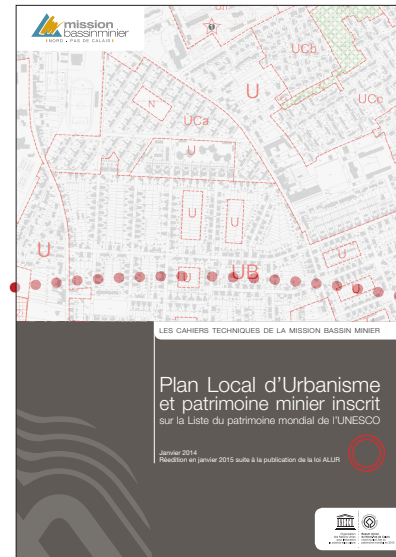 mission
bassinminier
NORD - PAS DE CALAIS
UCb
U
UCc
UCa
N
U
U
U
U
U
U
UB
U
U
LES CAHIERS TECHNIQUES DE LA MISSION BASSIN MINIER
Plan Local d'Urbanisme
et patrimoine minier inscrit
sur la Liste du patrimoine mondial de l'UNESCO
Janvier 2014
Réédition en janvier 2015 suite à la publication de la loi ALUR